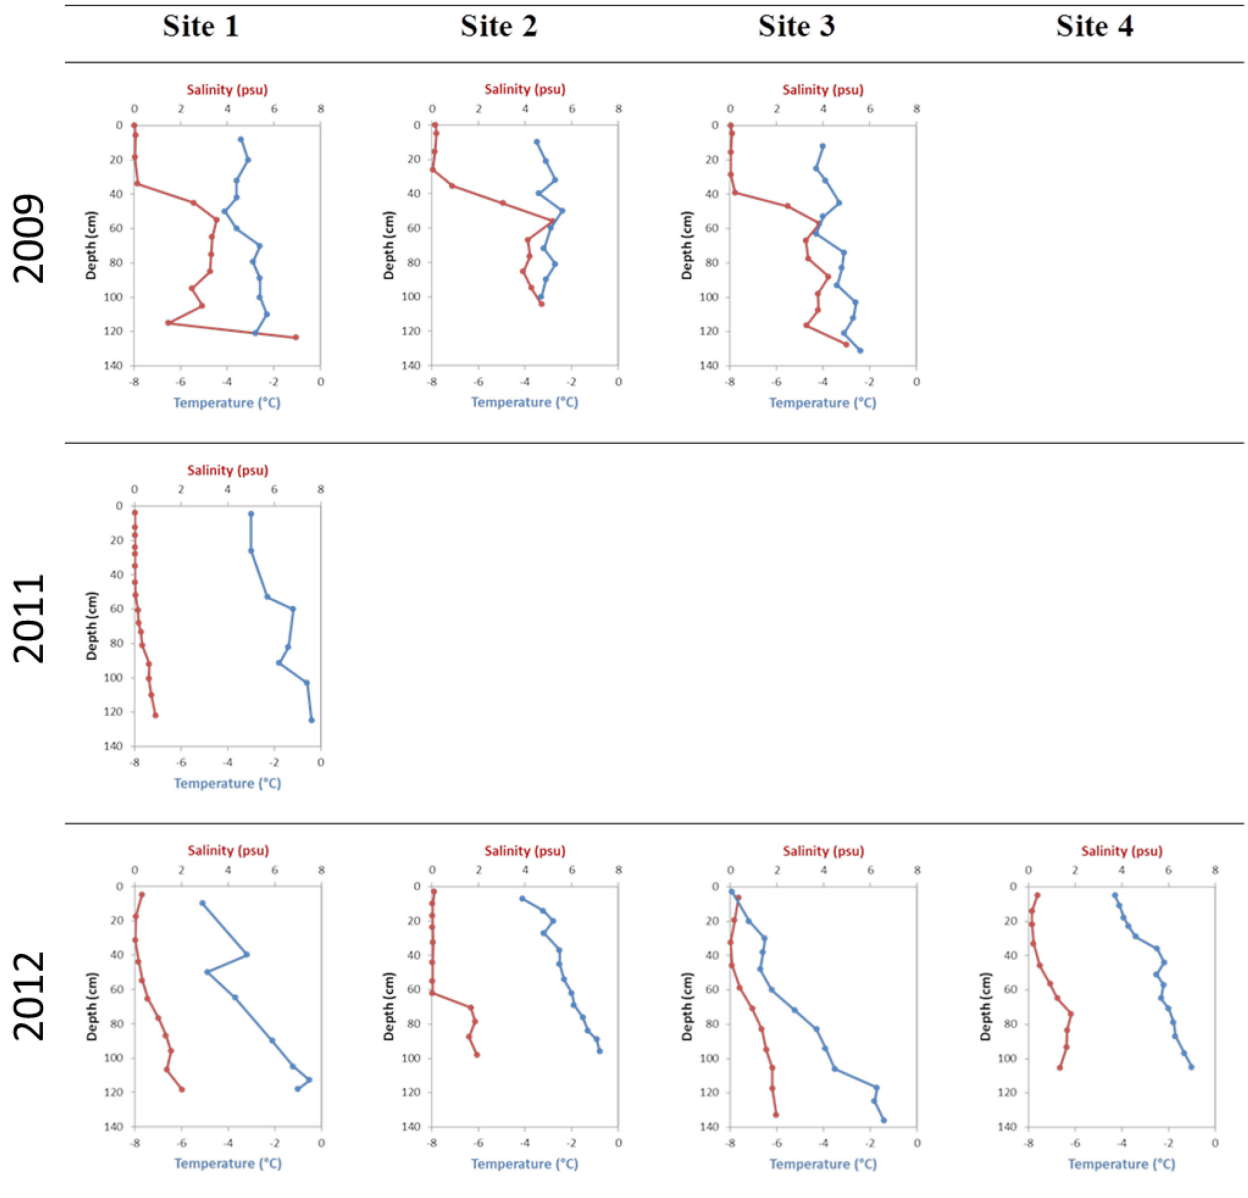 Site 1 Site 2 Site 3 Site 4
2009
Salinity (psu) Salinity (psu) Salinity (psu)
0 2 4 6 8 0 2 4 6 8 0 2 4 6 8
0 0 0
20 20 20
40 40 40
60 60 60
Depth (cm) Depth (cm) Depth (cm)
80 80 80
100 100 100
120 120 120
140 140 140
-8 -6 -4 -2 0 -8 -6 -4 -2 0 -8 -6 -4 -2 0
Temperature (°C) Temperature (°C) Temperature (°C)
2011
Salinity (psu)
0 2 4 6 8
0
20
40
60
Depth (cm)
80
100
120
140
-8 -6 -4 -2 0
Temperature (°C)
2012
Salinity (psu) Salinity (psu) Salinity (psu) Salinity (psu)
0 2 4 6 8 0 2 4 6 8 0 2 4 6 8 0 2 4 6 8
0 0 0 0
20 20 20 20
40 40 40 40
60 60 60 60
Depth (cm) Depth (cm) Depth (cm) Depth (cm)
80 80 80 80
100 100 100 100
120 120 120 120
140 140 140 140
-8 -6 -4 -2 0 -8 -6 -4 -2 0 -8 -6 -4 -2 0 -8 -6 -4 -2 0
Temperature (°C) Temperature (°C) Temperature (°C) Temperature (°C)